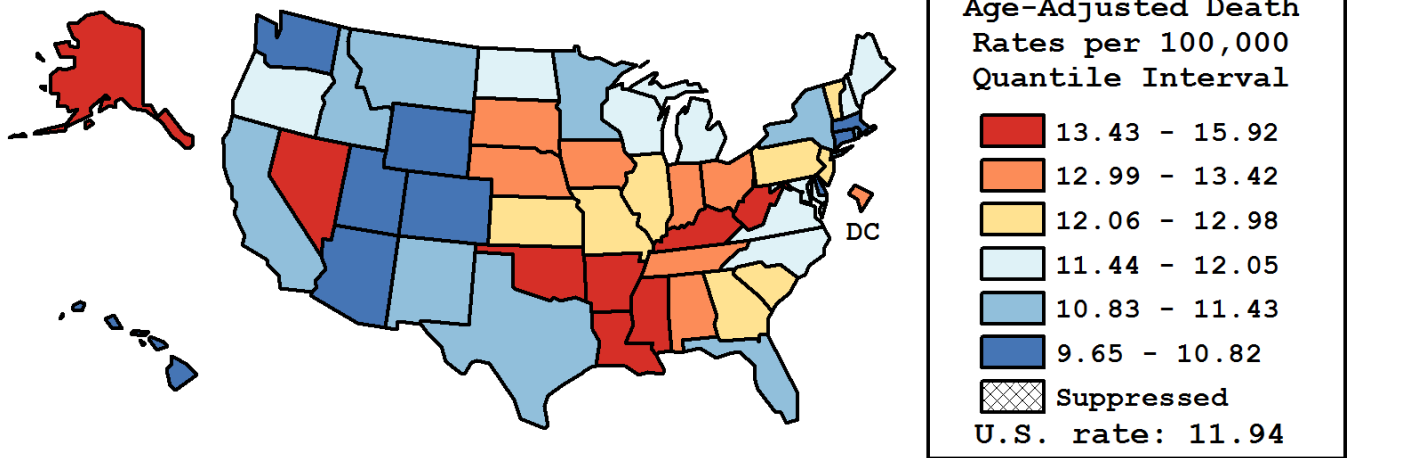 Age-Adjusted Death
Rates per 100,000
Quantile Interval
13.43 - 15.92
12.99 - 13.42
12.06 - 12.98
11.44 - 12.05
10.83 - 11.43
9.65 - 10.82
Suppressed
U.S. rate: 11.94
DC